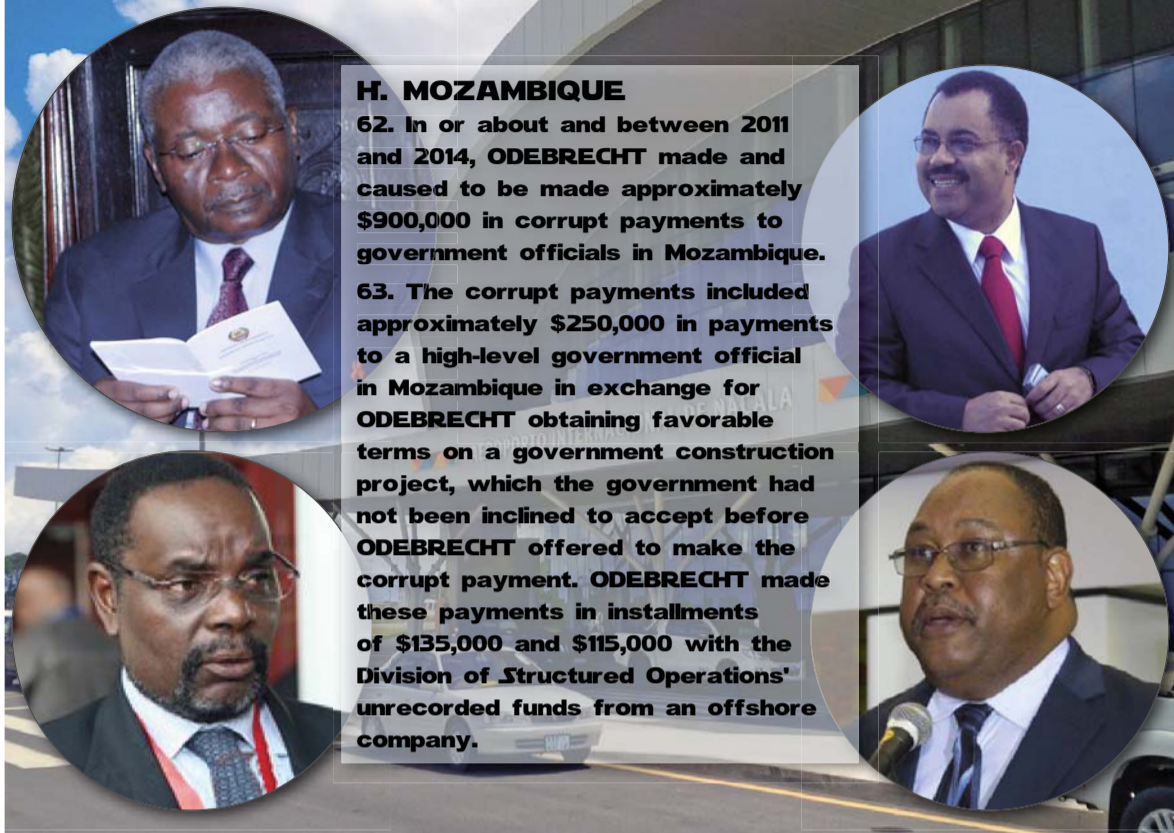 H. MOZAMBIQUE
62. In or about and between 2011
and 2014, ODEBRECHT made and
caused to be made approximately
$900,000 in corrupt payments to
government officials in Mozambique.
63. The corrupt payments included
approximately $250,000 in payments
to a high-level government official
in Mozambique in exchange for
ODEBRECHT obtaining favorable
terms on a government construction
project, which the government had
not been inclined to accept before
ODEBRECHT offered to make the
corrupt payment. ODEBRECHT made
these payments in installments
of $135,000 and $115,000 with the
Division of Structured Operations'
unrecorded funds from an offshore
company.
AEROPORTO INTERNACIONAL DE NACALA